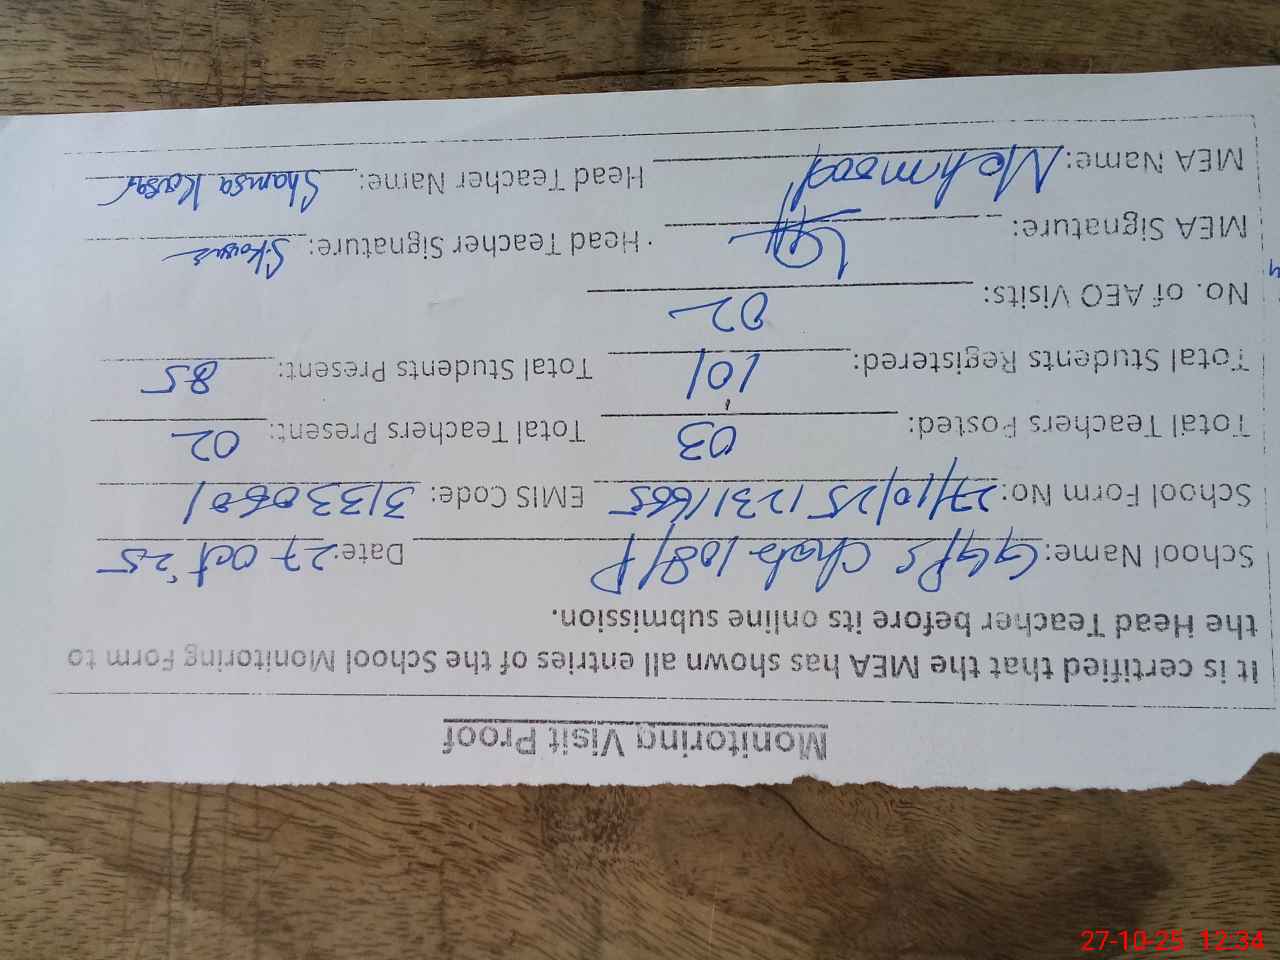 Monitoring Visit Proof
It is certified that the MEA has shown all entries of the School Monitoring Form to
the Head Teacher before its online submission.
School Name: GGPS Chak 108/P Date: 27 Oct 25
School Form No: 27/10/25 12311665 EMIS Code: 31330601
Total Teachers Posted: 03 Total Teachers Present: 02
Total Students Registered: 101 Total Students Present: 85
No. of AEO Visits: 02
MEA Signature: Head Teacher Signature:
MEA Name: Mehmood Head Teacher Name: Shamsa Kousar
27-10-25 12:34